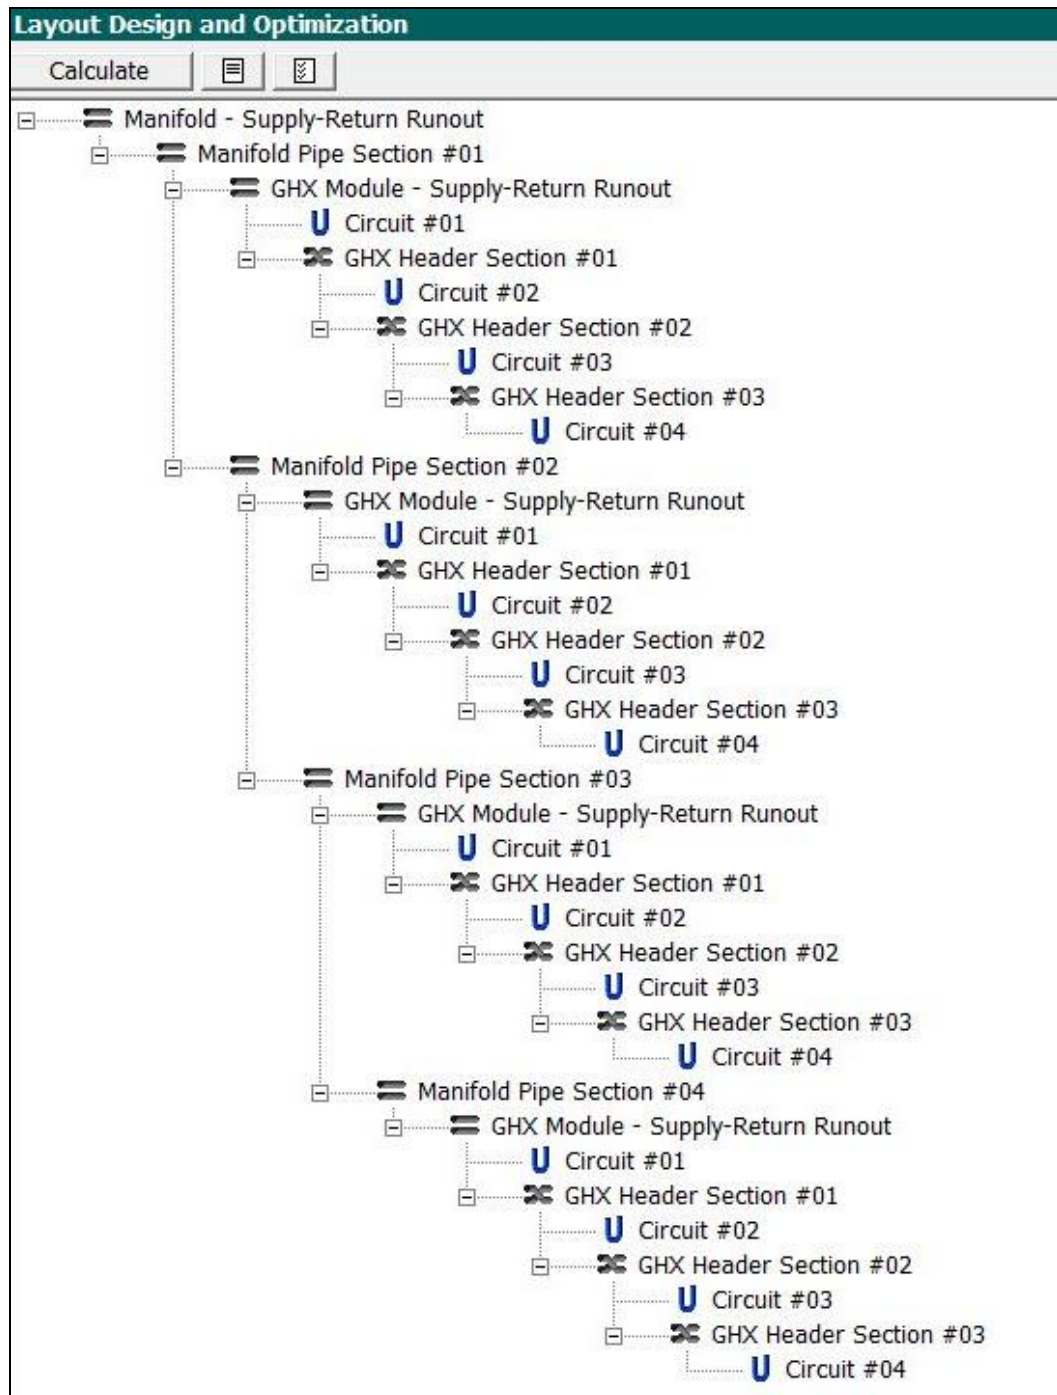 Layout Design and Optimization
Calculate
Manifold - Supply-Return Runout
Manifold Pipe Section #01
GHX Module - Supply-Return Runout
Circuit #01
GHX Header Section #01
Circuit #02
GHX Header Section #02
Circuit #03
GHX Header Section #03
Circuit #04
Manifold Pipe Section #02
GHX Module - Supply-Return Runout
Circuit #01
GHX Header Section #01
Circuit #02
GHX Header Section #02
Circuit #03
GHX Header Section #03
Circuit #04
Manifold Pipe Section #03
GHX Module - Supply-Return Runout
Circuit #01
GHX Header Section #01
Circuit #02
GHX Header Section #02
Circuit #03
GHX Header Section #03
Circuit #04
Manifold Pipe Section #04
GHX Module - Supply-Return Runout
Circuit #01
GHX Header Section #01
Circuit #02
GHX Header Section #02
Circuit #03
GHX Header Section #03
Circuit #04